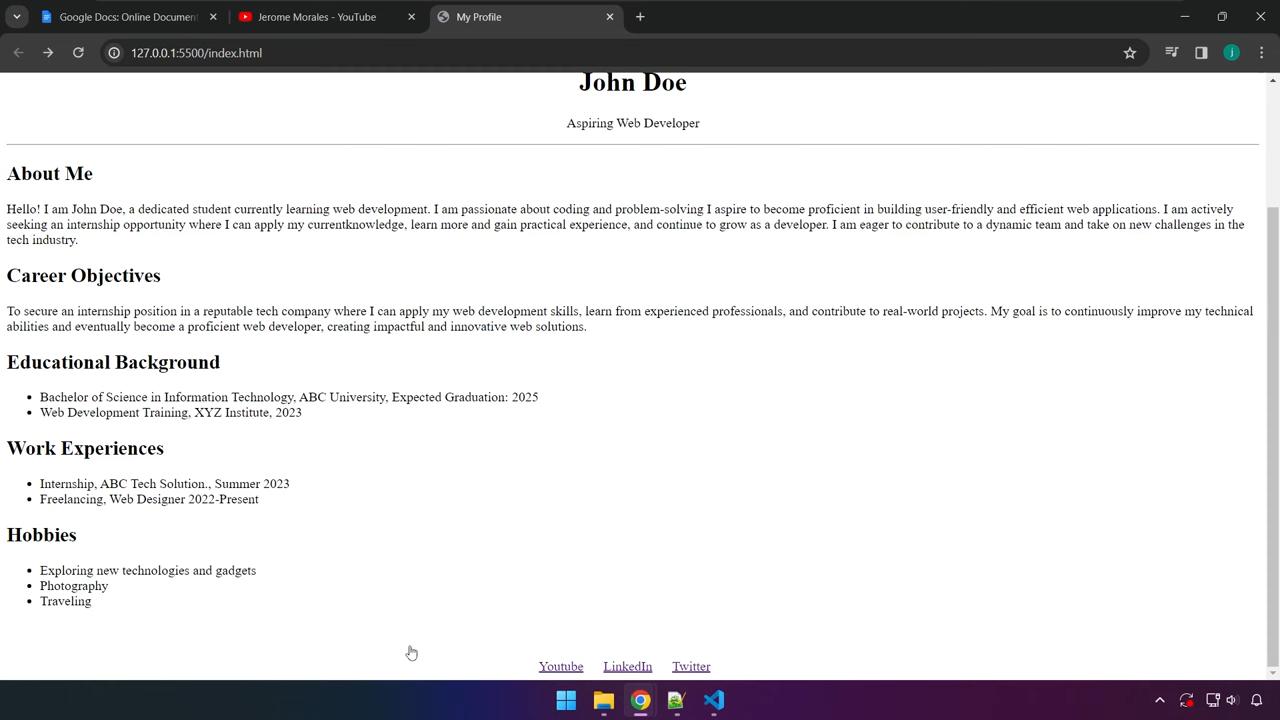 Google Docs: Online Document
Jerome Morales - YouTube
My Profile
127.0.0.1:5500/index.html
j
John Doe
Aspiring Web Developer
About Me
Hello! I am John Doe, a dedicated student currently learning web development. I am passionate about coding and problem-solving I aspire to become proficient in building user-friendly and efficient web applications. I am actively
seeking an internship opportunity where I can apply my currentknowledge, learn more and gain practical experience, and continue to grow as a developer. I am eager to contribute to a dynamic team and take on new challenges in the
tech industry.
Career Objectives
To secure an internship position in a reputable tech company where I can apply my web development skills, learn from experienced professionals, and contribute to real-world projects. My goal is to continuously improve my technical
abilities and eventually become a proficient web developer, creating impactful and innovative web solutions.
Educational Background
• Bachelor of Science in Information Technology, ABC University, Expected Graduation: 2025
• Web Development Training, XYZ Institute, 2023
Work Experiences
• Internship, ABC Tech Solution., Summer 2023
• Freelancing, Web Designer 2022-Present
Hobbies
• Exploring new technologies and gadgets
• Photography
• Traveling
Youtube LinkedIn Twitter